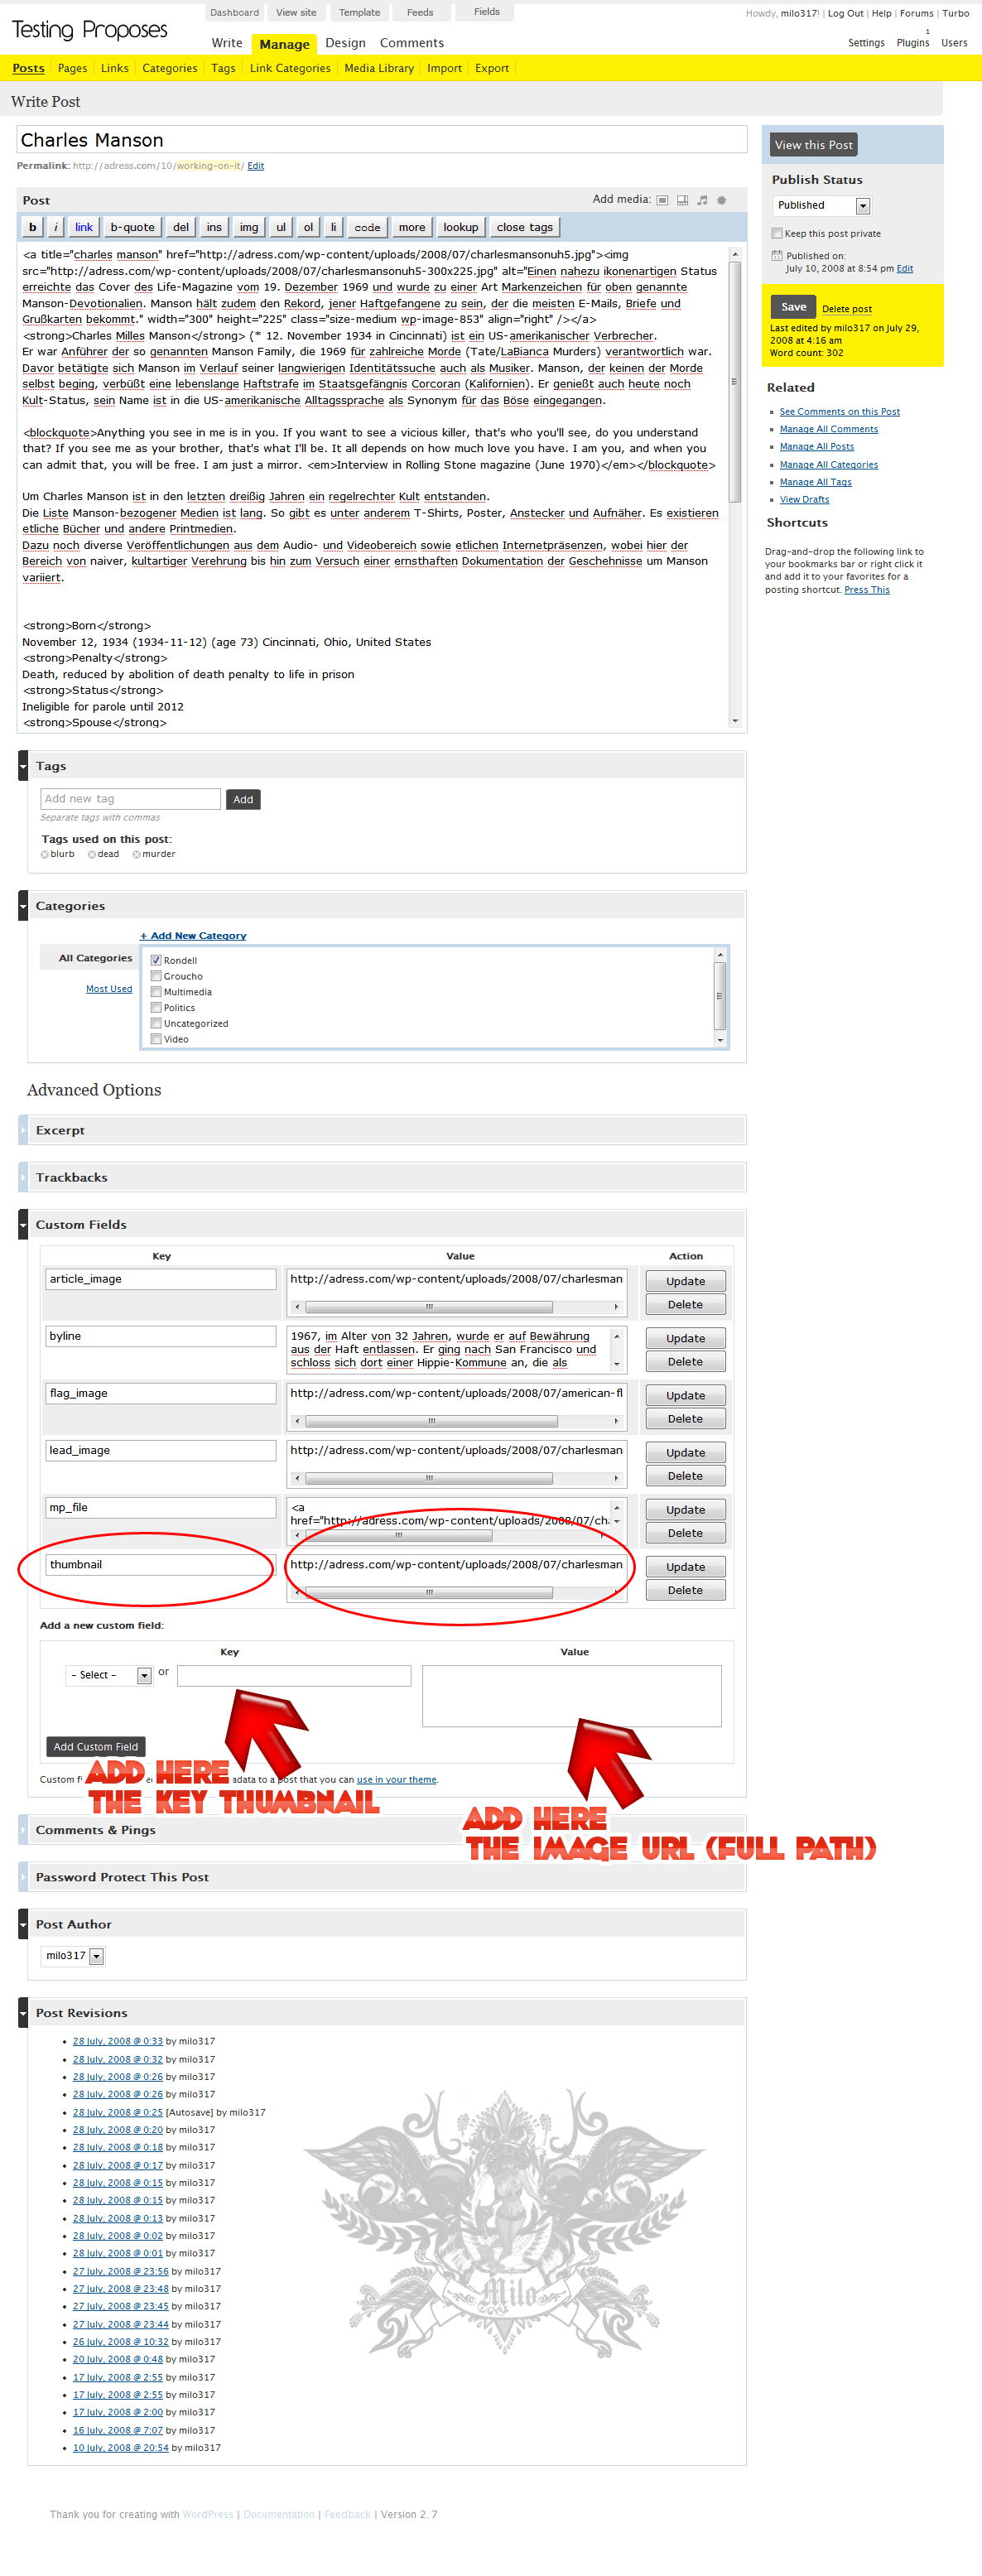 Dashboard View site Template Feeds Fields
Howdy, milo317! | Log Out | Help | Forums | Turbo
Testing Proposes
Write Manage Design Comments
1
Settings Plugins Users
Posts Pages Links Categories Tags Link Categories Media Library Import Export
Write Post
Charles Manson
Permalink: http://adress.com/10/working-on-it/ Edit
Post
Add media:
b i link b-quote del ins img ul ol li code more lookup close tags
<a title="charles manson" href="http://adress.com/wp-content/uploads/2008/07/charlesmansonuh5.jpg"><img
src="http://adress.com/wp-content/uploads/2008/07/charlesmansonuh5-300x225.jpg" alt="Einen nahezu ikonenartigen Status
erreichte das Cover des Life-Magazine vom 19. Dezember 1969 und wurde zu einer Art Markenzeichen für oben genannte
Manson-Devotionalien. Manson hält zudem den Rekord, jener Haftgefangene zu sein, der die meisten E-Mails, Briefe und
Grußkarten bekommt." width="300" height="225" class="size-medium wp-image-853" align="right" /></a>
<strong>Charles Milles Manson</strong> (* 12. November 1934 in Cincinnati) ist ein US-amerikanischer Verbrecher.
Er war Anführer der so genannten Manson Family, die 1969 für zahlreiche Morde (Tate/LaBianca Murders) verantwortlich war.
Davor betätigte sich Manson im Verlauf seiner langwierigen Identitätssuche auch als Musiker. Manson, der keinen der Morde
selbst beging, verbüßt eine lebenslange Haftstrafe im Staatsgefängnis Corcoran (Kalifornien). Er genießt auch heute noch
Kult-Status, sein Name ist in die US-amerikanische Alltagssprache als Synonym für das Böse eingegangen.
<blockquote>Anything you see in me is in you. If you want to see a vicious killer, that's who you'll see, do you understand
that? If you see me as your brother, that's what I'll be. It all depends on how much love you have. I am you, and when you
can admit that, you will be free. I am just a mirror. <em>Interview in Rolling Stone magazine (June 1970)</em></blockquote>
Um Charles Manson ist in den letzten dreißig Jahren ein regelrechter Kult entstanden.
Die Liste Manson-bezogener Medien ist lang. So gibt es unter anderem T-Shirts, Poster, Anstecker und Aufnäher. Es existieren
etliche Bücher und andere Printmedien.
Dazu noch diverse Veröffentlichungen aus dem Audio- und Videobereich sowie etlichen Internetpräsenzen, wobei hier der
Bereich von naiver, kultartiger Verehrung bis hin zum Versuch einer ernsthaften Dokumentation der Geschehnisse um Manson
variiert.
<strong>Born</strong>
November 12, 1934 (1934-11-12) (age 73) Cincinnati, Ohio, United States
<strong>Penalty</strong>
Death, reduced by abolition of death penalty to life in prison
<strong>Status</strong>
Ineligible for parole until 2012
<strong>Spouse</strong>
View this Post
Publish Status
Published
Keep this post private
Published on:
July 10, 2008 at 8:54 pm Edit
Save Delete post
Last edited by milo317 on July 29,
2008 at 4:16 am
Word count: 302
Related
See Comments on this Post
Manage All Comments
Manage All Posts
Manage All Categories
Manage All Tags
View Drafts
Shortcuts
Drag-and-drop the following link to
your bookmarks bar or right click it
and add it to your favorites for a
posting shortcut. Press This
Tags
Add new tag Add
Separate tags with commas
Tags used on this post:
blurb dead murder
Categories
+ Add New Category
All Categories
Most Used
Rondell
Groucho
Multimedia
Politics
Uncategorized
Video
Advanced Options
Excerpt
Trackbacks
Custom Fields
Key Value Action
article_image http://adress.com/wp-content/uploads/2008/07/charlesman Update
Delete
byline 1967, im Alter von 32 Jahren, wurde er auf Bewährung Update
aus der Haft entlassen. Er ging nach San Francisco und
schloss sich dort einer Hippie-Kommune an, die als Delete
flag_image http://adress.com/wp-content/uploads/2008/07/american-fl Update
Delete
lead_image http://adress.com/wp-content/uploads/2008/07/charlesman Update
Delete
mp_file <a Update
href="http://adress.com/wp-content/uploads/2008/07/cha
Delete
thumbnail http://adress.com/wp-content/uploads/2008/07/charlesman Update
Delete
Add a new custom field:
Key Value
– Select – or
Add Custom Field
ADD HERE
THE KEY THUMBNAIL
Custom fi adata to a post that you can use in your theme.
ADD HERE
THE IMAGE URL (FULL PATH)
Comments & Pings
Password Protect This Post
Post Author
milo317
Post Revisions
28 July, 2008 @ 0:33 by milo317
28 July, 2008 @ 0:32 by milo317
28 July, 2008 @ 0:26 by milo317
28 July, 2008 @ 0:26 by milo317
28 July, 2008 @ 0:25 [Autosave] by milo317
28 July, 2008 @ 0:20 by milo317
28 July, 2008 @ 0:18 by milo317
28 July, 2008 @ 0:17 by milo317
28 July, 2008 @ 0:15 by milo317
28 July, 2008 @ 0:15 by milo317
28 July, 2008 @ 0:13 by milo317
28 July, 2008 @ 0:02 by milo317
28 July, 2008 @ 0:01 by milo317
27 July, 2008 @ 23:56 by milo317
27 July, 2008 @ 23:48 by milo317
27 July, 2008 @ 23:45 by milo317
27 July, 2008 @ 23:44 by milo317
26 July, 2008 @ 10:32 by milo317
20 July, 2008 @ 0:48 by milo317
17 July, 2008 @ 2:55 by milo317
17 July, 2008 @ 2:55 by milo317
17 July, 2008 @ 2:00 by milo317
16 July, 2008 @ 7:07 by milo317
10 July, 2008 @ 20:54 by milo317
Milo
Thank you for creating with WordPress | Documentation | Feedback | Version 2.7